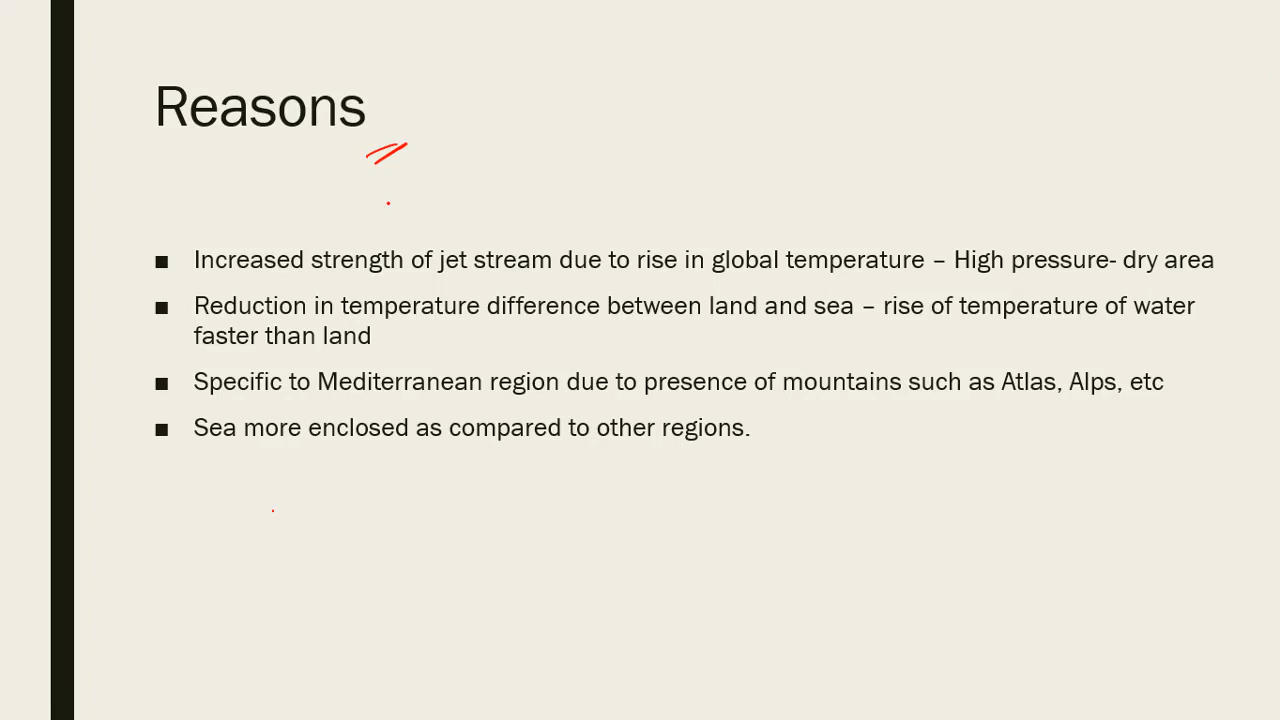 Reasons
■ Increased strength of jet stream due to rise in global temperature – High pressure- dry area
■ Reduction in temperature difference between land and sea – rise of temperature of water
faster than land
■ Specific to Mediterranean region due to presence of mountains such as Atlas, Alps, etc
■ Sea more enclosed as compared to other regions.